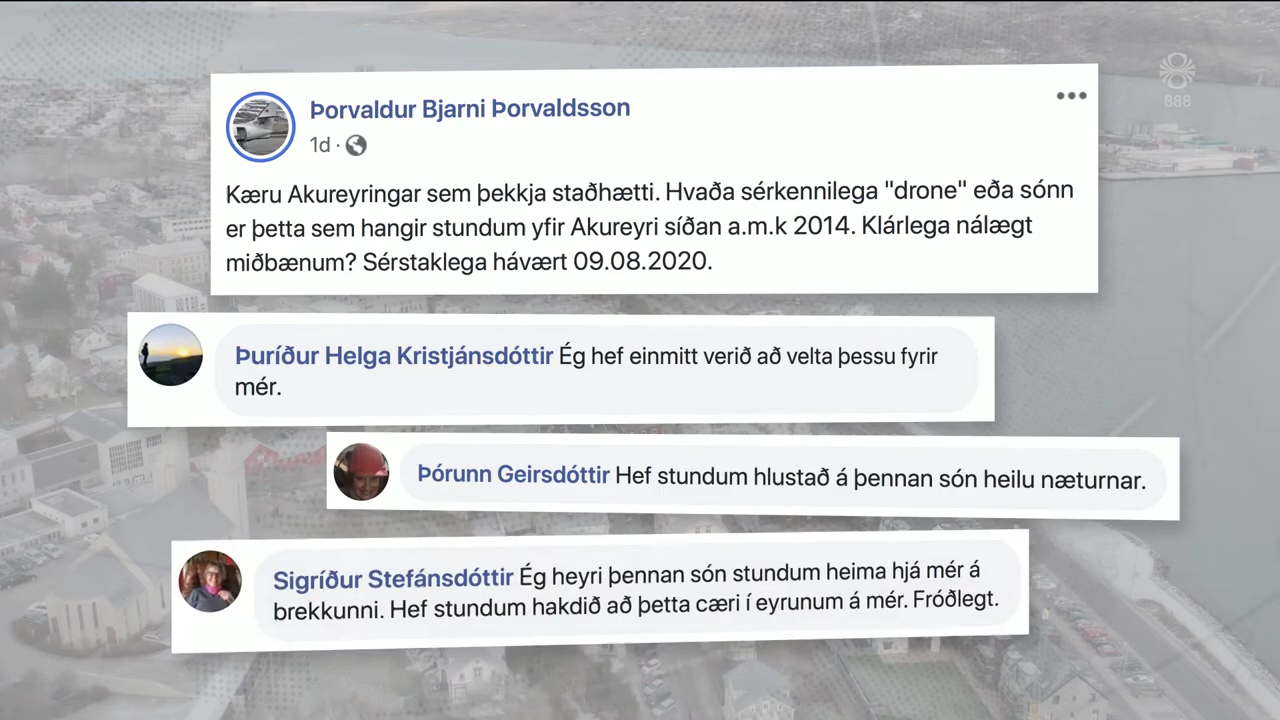 888
Þorvaldur Bjarni Þorvaldsson
1d ·
Kæru Akureyringar sem þekkja staðhætti. Hvaða sérkennilega "drone" eða sónn
er þetta sem hangir stundum yfir Akureyri síðan a.m.k 2014. Klárlega nálægt
miðbænum? Sérstaklega hávært 09.08.2020.
Þuríður Helga Kristjánsdóttir Ég hef einmitt verið að velta þessu fyrir
mér.
Þórunn Geirsdóttir Hef stundum hlustað á þennan són heilu næturnar.
Sigríður Stefánsdóttir Ég heyri þennan són stundum heima hjá mér á
brekkunni. Hef stundum hakdið að þetta cæri í eyrunum á mér. Fróðlegt.